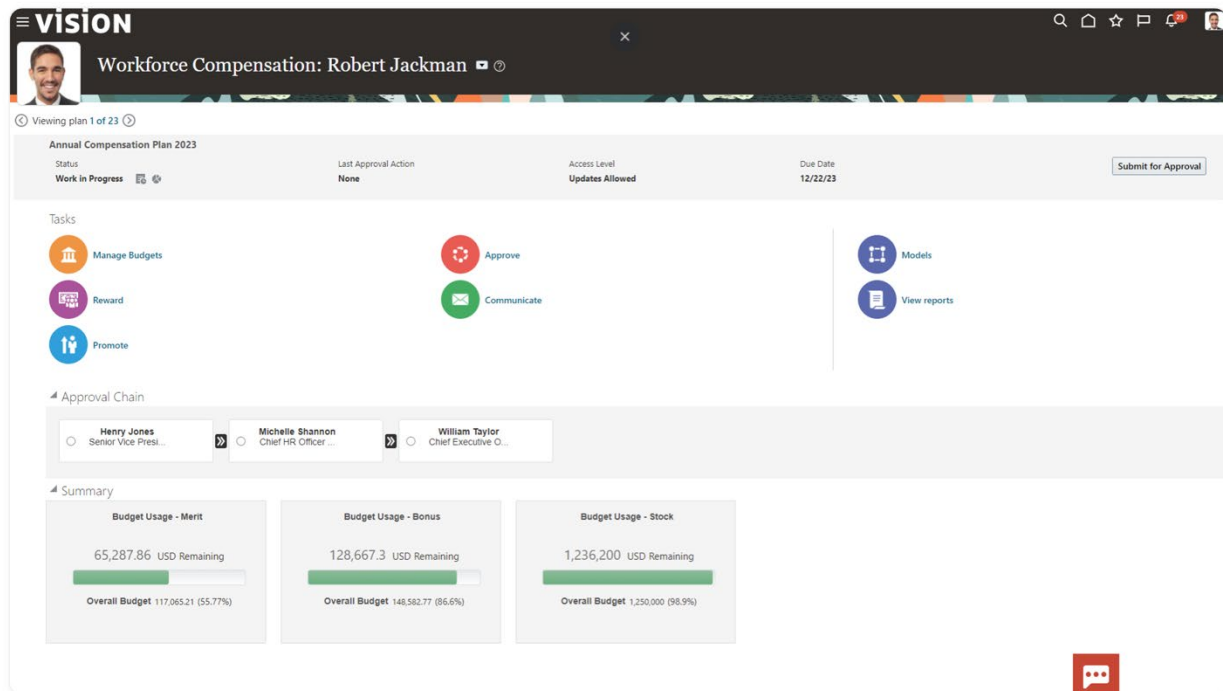 VISION
23
Workforce Compensation: Robert Jackman
Viewing plan 1 of 23
Annual Compensation Plan 2023
Status
Last Approval Action
Access Level
Due Date
Work in Progress
None
Updates Allowed
12/22/23
Submit for Approval
Tasks
Manage Budgets
Approve
Models
Reward
Communicate
View reports
Promote
Approval Chain
Henry Jones
Senior Vice Presi...
Michelle Shannon
Chief HR Officer ...
William Taylor
Chief Executive O...
Summary
Budget Usage - Merit
65,287.86 USD Remaining
Overall Budget 117,065.21 (55.77%)
Budget Usage - Bonus
128,667.3 USD Remaining
Overall Budget 148,582.77 (86.6%)
Budget Usage - Stock
1,236,200 USD Remaining
Overall Budget 1,250,000 (98.9%)